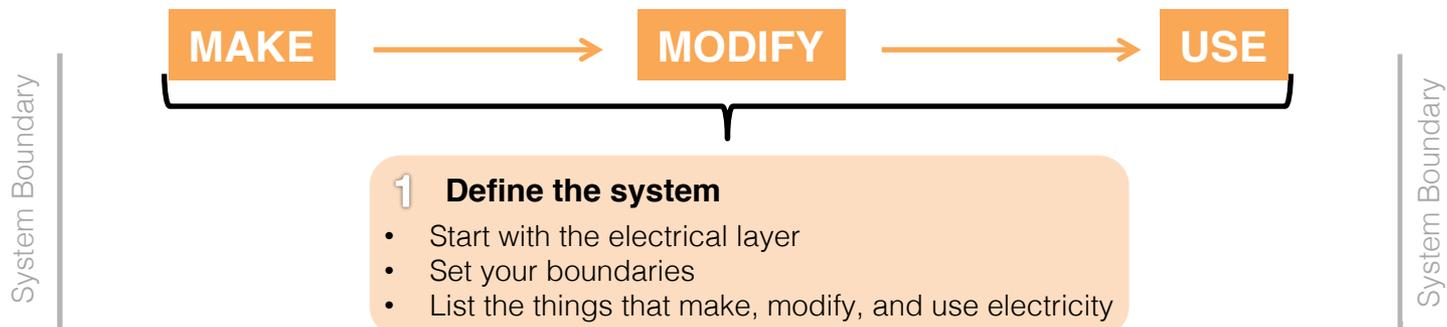 MAKE MODIFY USE
System Boundary
System Boundary
1 Define the system
• Start with the electrical layer
• Set your boundaries
• List the things that make, modify, and use electricity